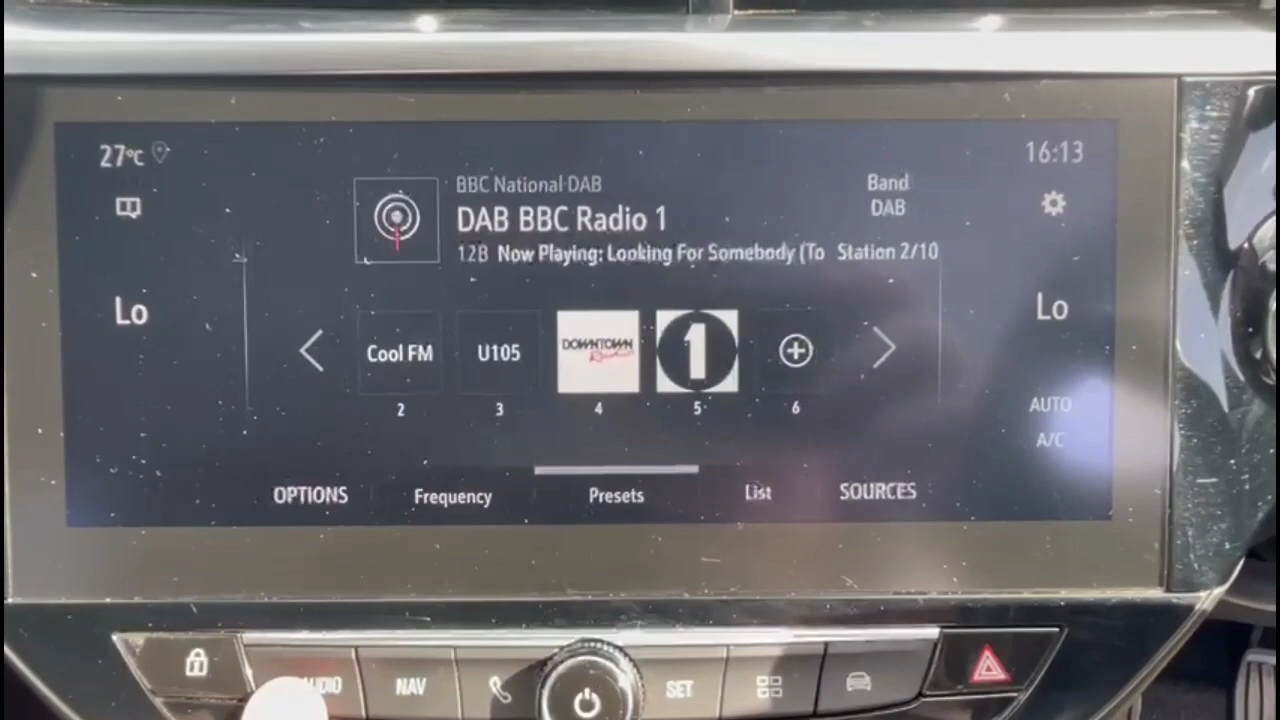 27°C
16:13
BBC National DAB
DAB BBC Radio 1
12B Now Playing: Looking For Somebody (To
Station 2/10
Band
DAB
Lo
Lo
Cool FM
U105
DOWNTOWN
Radio
1
2
3
4
5
6
AUTO
A/C
OPTIONS
Frequency
Presets
List
SOURCES
AUDIO
NAV
SET